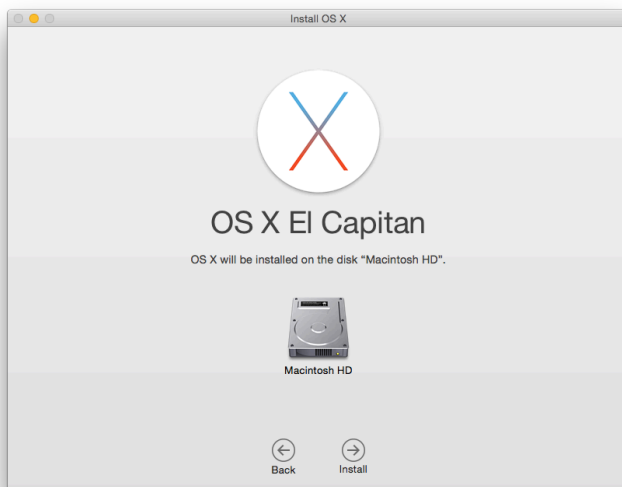 Install OS X
OS X El Capitan
OS X will be installed on the disk “Macintosh HD”.
Macintosh HD
Back Install